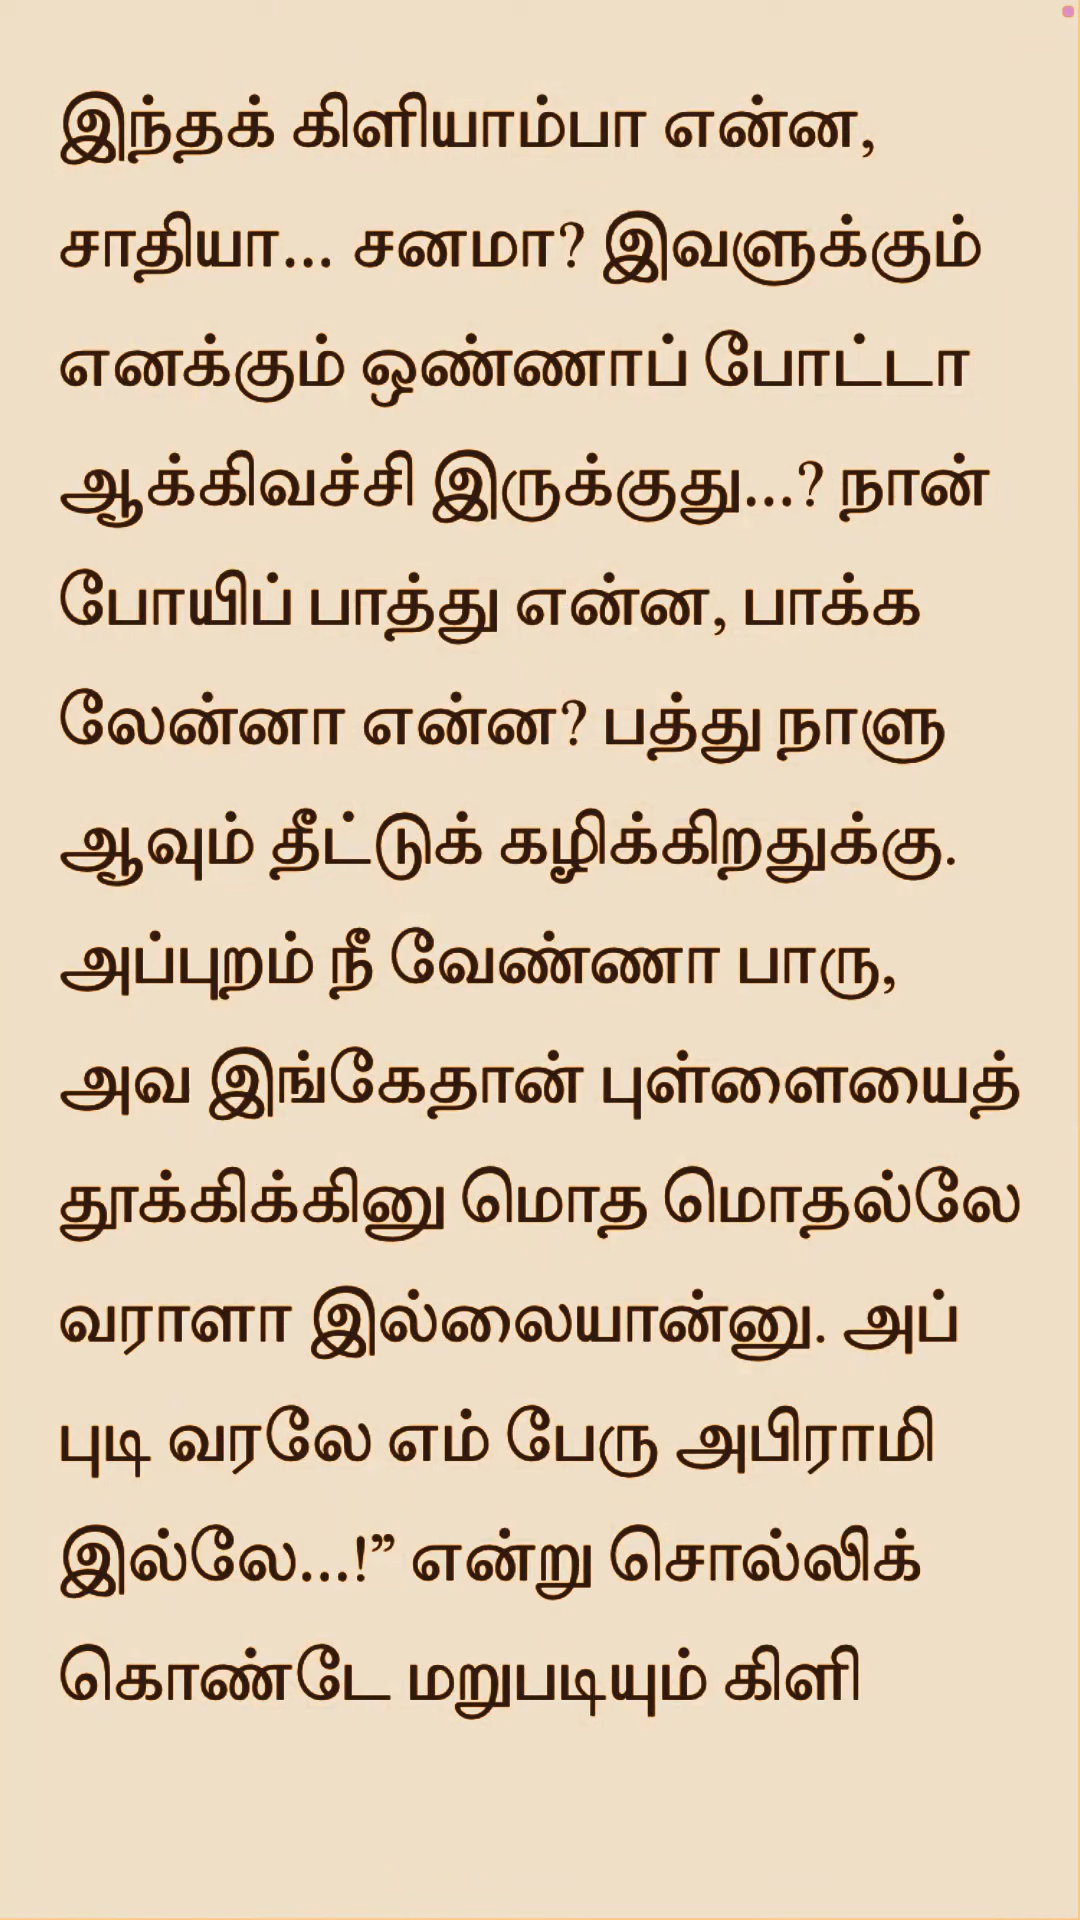 இந்தக் கிளியாம்பா என்ன,
சாதியா... சனமா? இவளுக்கும்
எனக்கும் ஒண்ணாப் போட்டா
ஆக்கிவச்சி இருக்குது...? நான்
போயிப் பாத்து என்ன, பாக்க
லேன்னா என்ன? பத்து நாளு
ஆவும் தீட்டுக் கழிக்கிறதுக்கு.
அப்புறம் நீ வேண்ணா பாரு,
அவ இங்கேதான் புள்ளையைத்
தூக்கிக்கினு மொத மொதல்லே
வராளா இல்லையான்னு. அப்
புடி வரலே எம் பேரு அபிராமி
இல்லே...!” என்று சொல்லிக்
கொண்டே மறுபடியும் கிளி